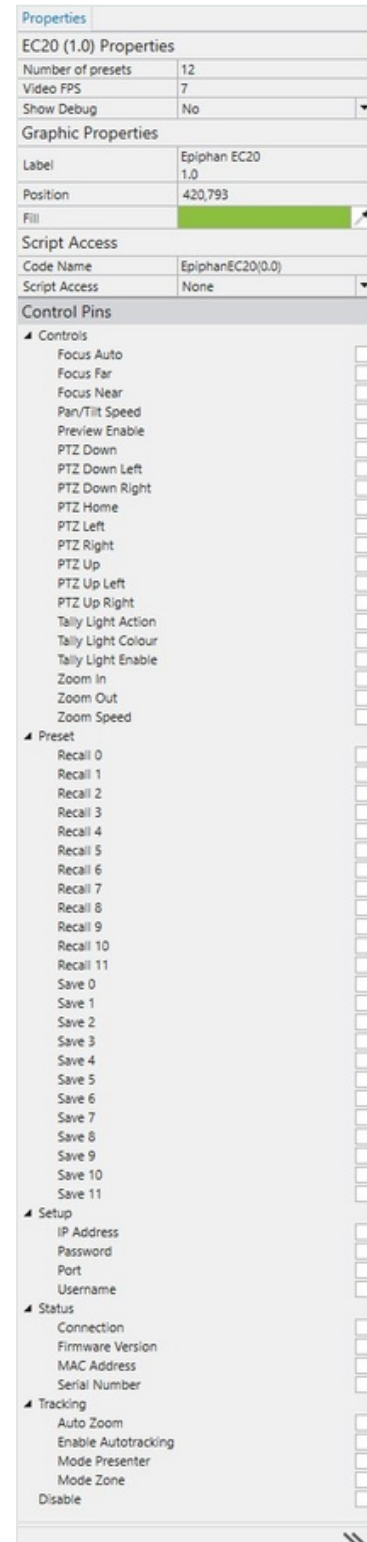 Properties
EC20 (1.0) Properties
Number of presets 12
Video FPS 7
Show Debug No
Graphic Properties
Label Epiphan EC20
1.0
Position 420,793
Fill
Script Access
Code Name EpiphanEC20(0.0)
Script Access None
Control Pins
Controls
Focus Auto
Focus Far
Focus Near
Pan/Tilt Speed
Preview Enable
PTZ Down
PTZ Down Left
PTZ Down Right
PTZ Home
PTZ Left
PTZ Right
PTZ Up
PTZ Up Left
PTZ Up Right
Tally Light Action
Tally Light Colour
Tally Light Enable
Zoom In
Zoom Out
Zoom Speed
Preset
Recall 0
Recall 1
Recall 2
Recall 3
Recall 4
Recall 5
Recall 6
Recall 7
Recall 8
Recall 9
Recall 10
Recall 11
Save 0
Save 1
Save 2
Save 3
Save 4
Save 5
Save 6
Save 7
Save 8
Save 9
Save 10
Save 11
Setup
IP Address
Password
Port
Username
Status
Connection
Firmware Version
MAC Address
Serial Number
Tracking
Auto Zoom
Enable Autotracking
Mode Presenter
Mode Zone
Disable